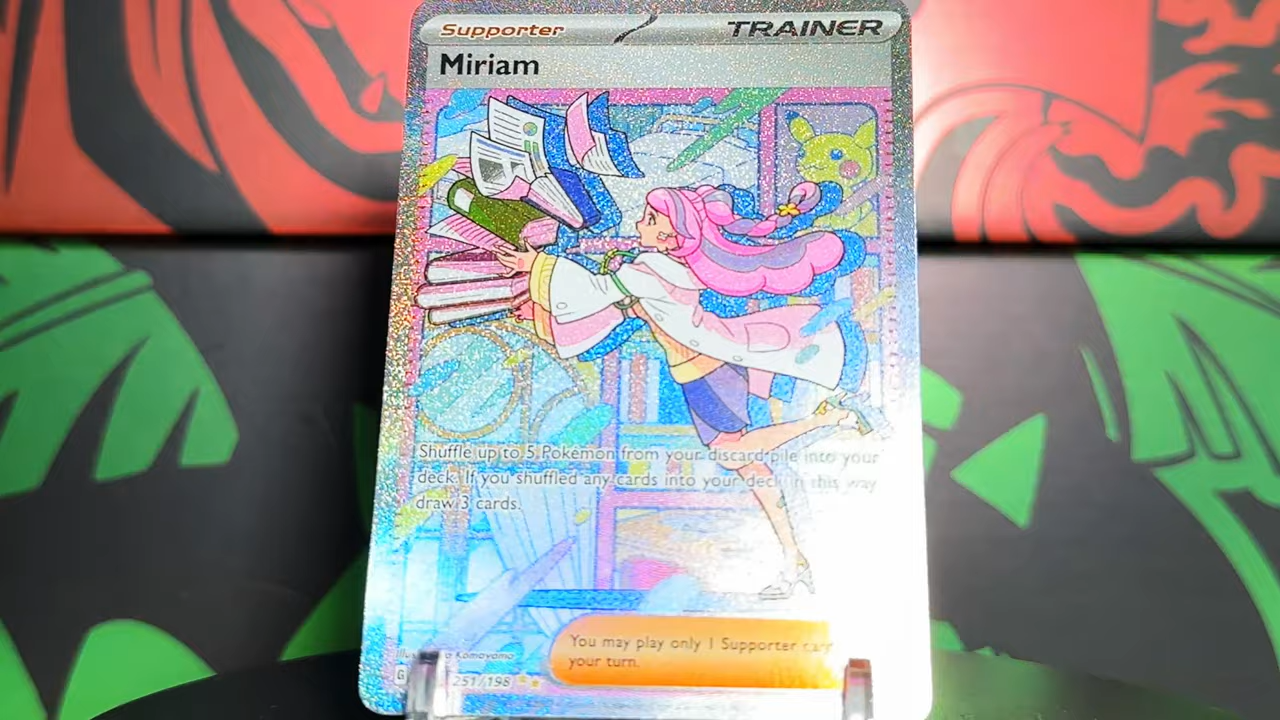 Supporter TRAINER
Miriam
Shuffle up to 5 Pokémon from your discard pile into your
deck. If you shuffled any cards into your deck in this way
draw 3 cards.
You may play only 1 Supporter
your turn.
G 251/198